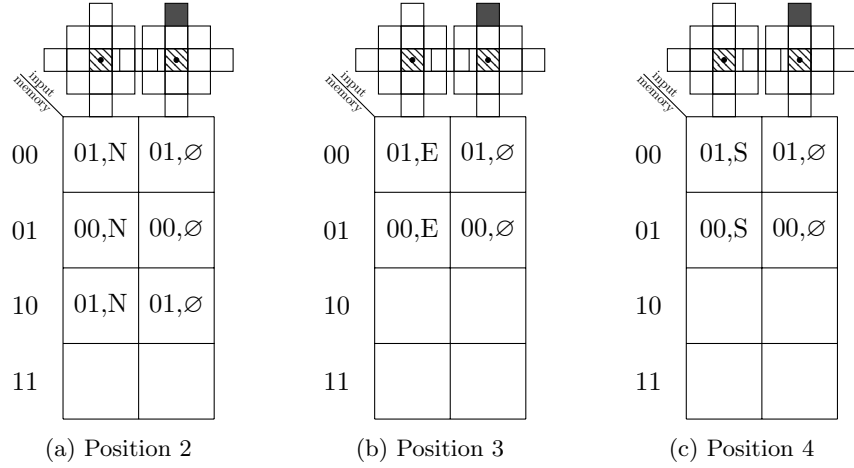 input
memory
input
memory
input
memory
00 01,N 01,∅ 00 01,E 01,∅ 00 01,S 01,∅
01 00,N 00,∅ 01 00,E 00,∅ 01 00,S 00,∅
10 01,N 01,∅ 10 10
11 11 11
(a) Position 2 (b) Position 3 (c) Position 4